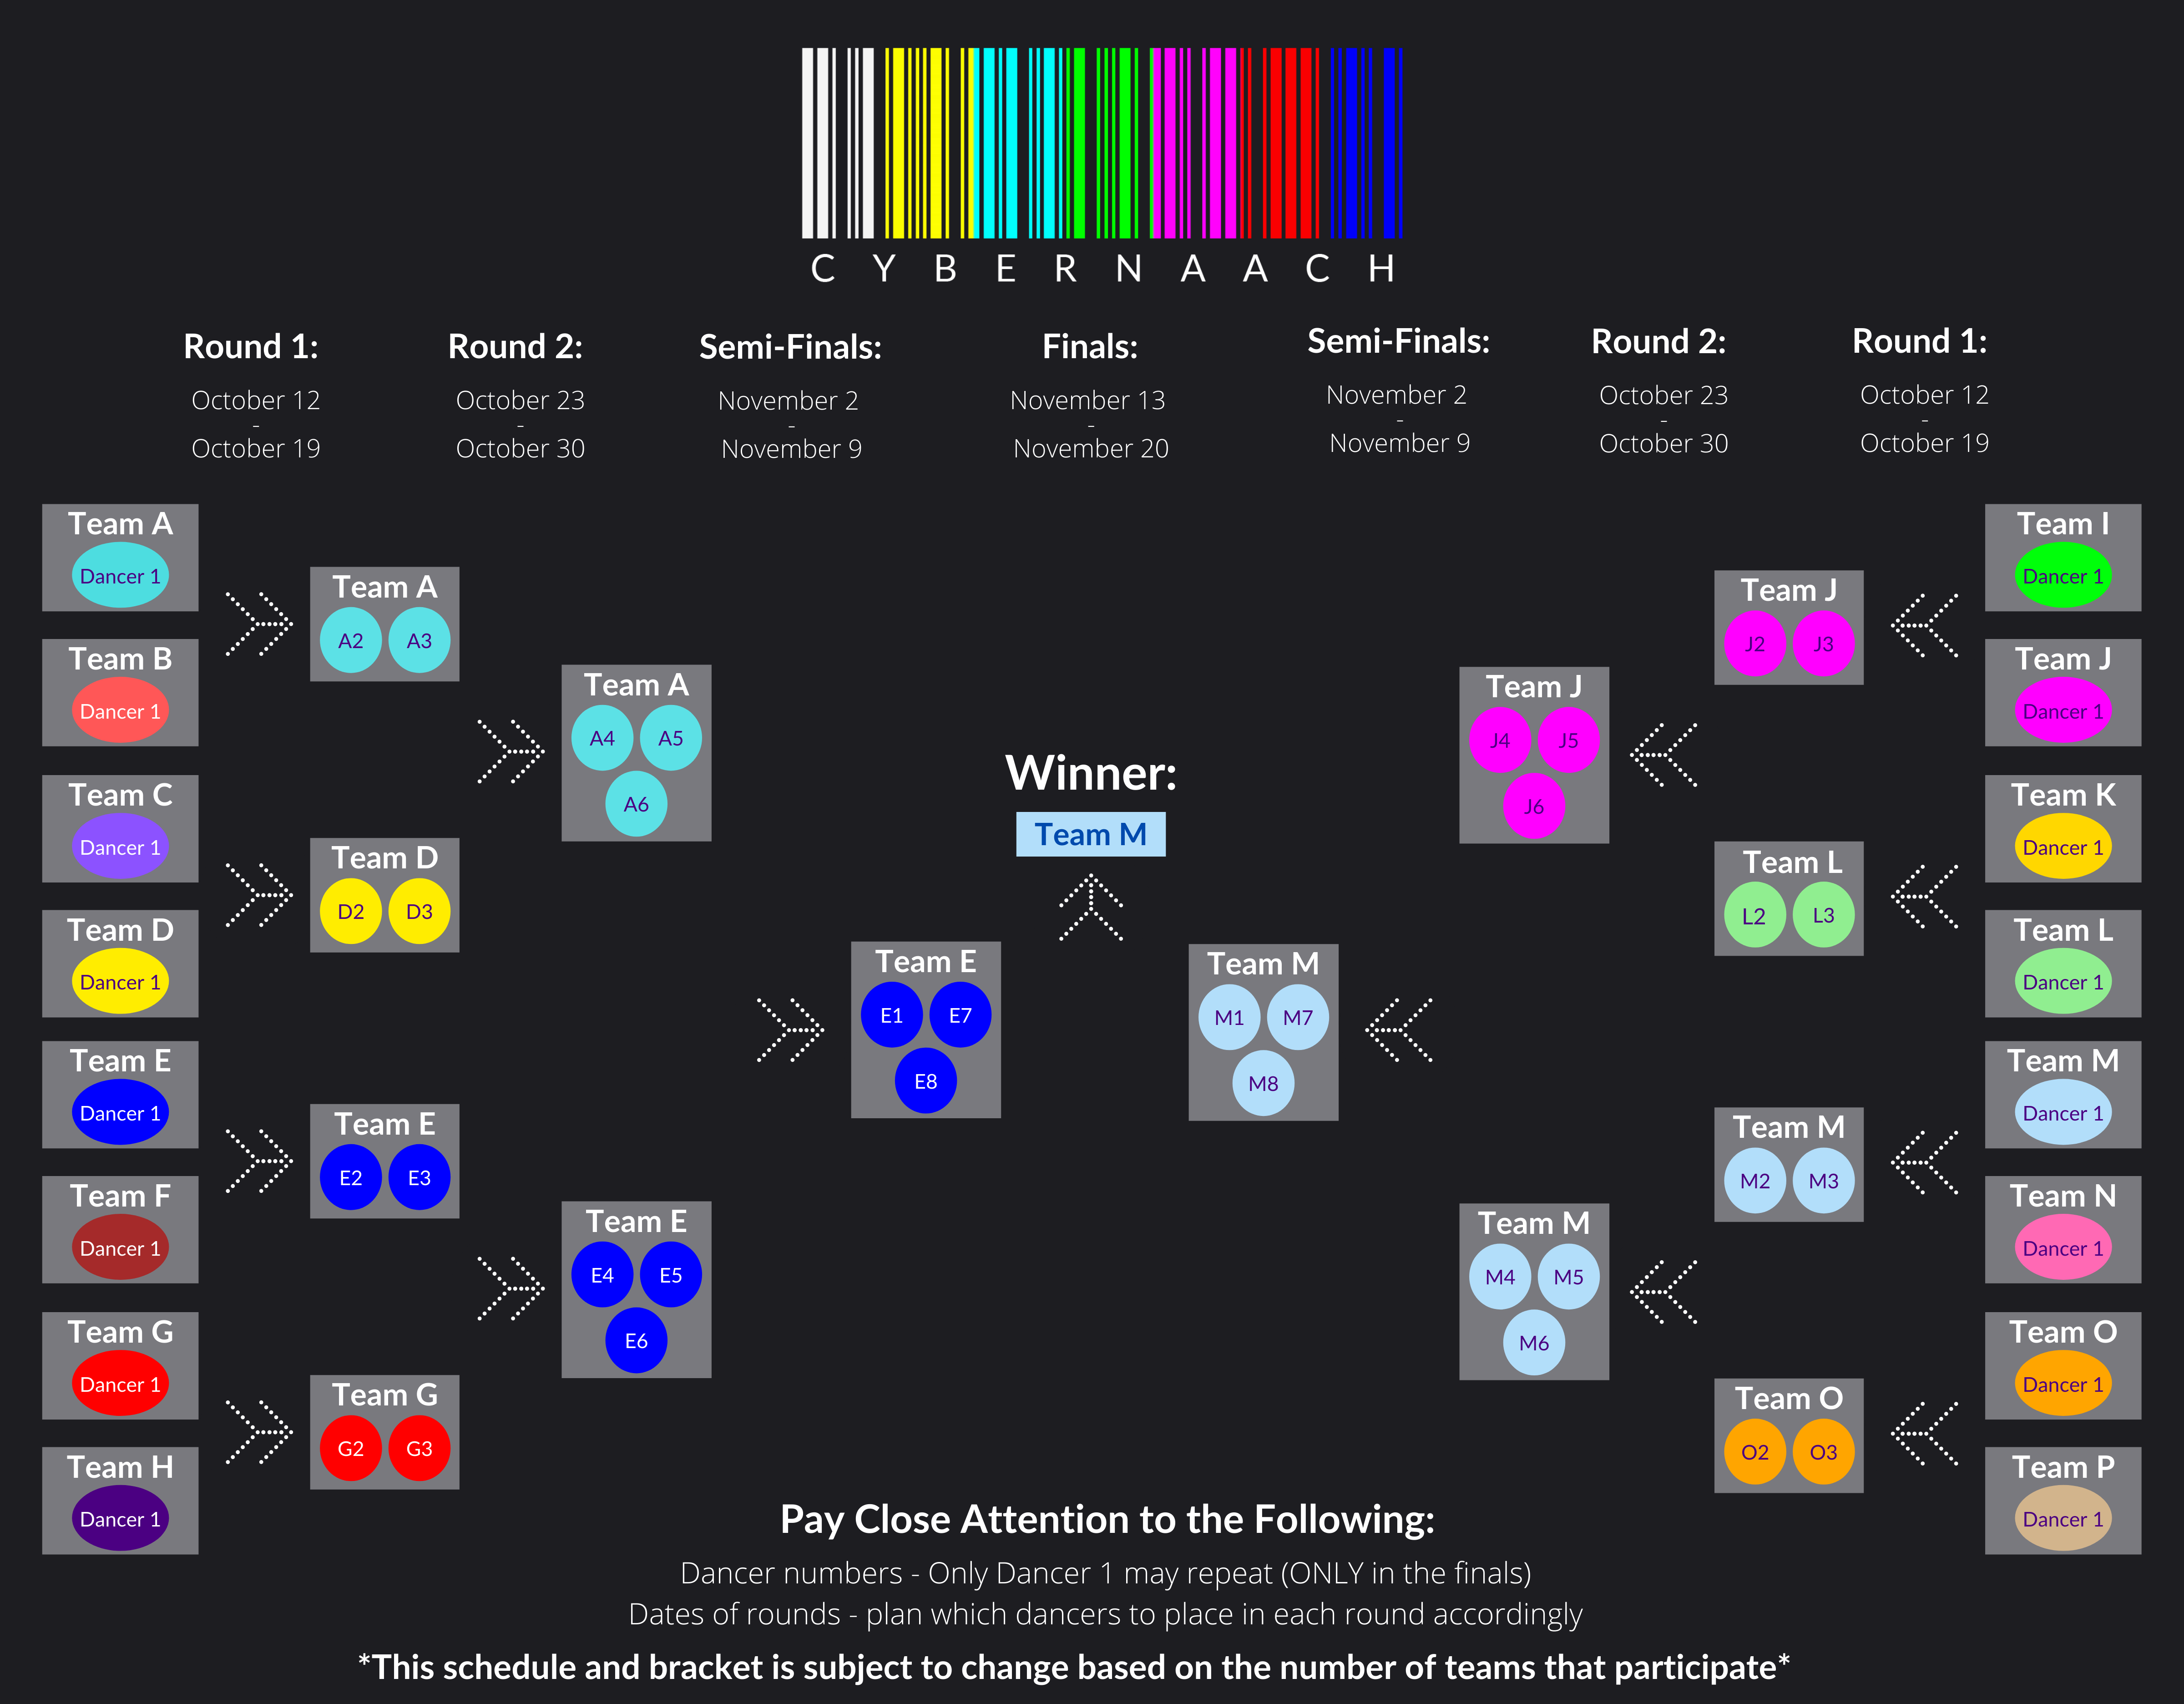 C Y B E R N A A C H
Round 1:
October 12
-
October 19
Round 2:
October 23
-
October 30
Semi-Finals:
November 2
-
November 9
Finals:
November 13
-
November 20
Semi-Finals:
November 2
-
November 9
Round 2:
October 23
-
October 30
Round 1:
October 12
-
October 19
Team A
Dancer 1
Team B
Dancer 1
Team C
Dancer 1
Team D
Dancer 1
Team E
Dancer 1
Team F
Dancer 1
Team G
Dancer 1
Team H
Dancer 1
Team A
A2 A3
Team D
D2 D3
Team E
E2 E3
Team G
G2 G3
Team A
A4 A5
A6
Team E
E4 E5
E6
Team E
E1 E7
E8
Winner:
Team M
Team M
M1 M7
M8
Team J
J4 J5
J6
Team M
M4 M5
M6
Team J
J2 J3
Team L
L2 L3
Team M
M2 M3
Team O
O2 O3
Team I
Dancer 1
Team J
Dancer 1
Team K
Dancer 1
Team L
Dancer 1
Team M
Dancer 1
Team N
Dancer 1
Team O
Dancer 1
Team P
Dancer 1
Pay Close Attention to the Following:
Dancer numbers - Only Dancer 1 may repeat (ONLY in the finals)
Dates of rounds - plan which dancers to place in each round accordingly
*This schedule and bracket is subject to change based on the number of teams that participate*